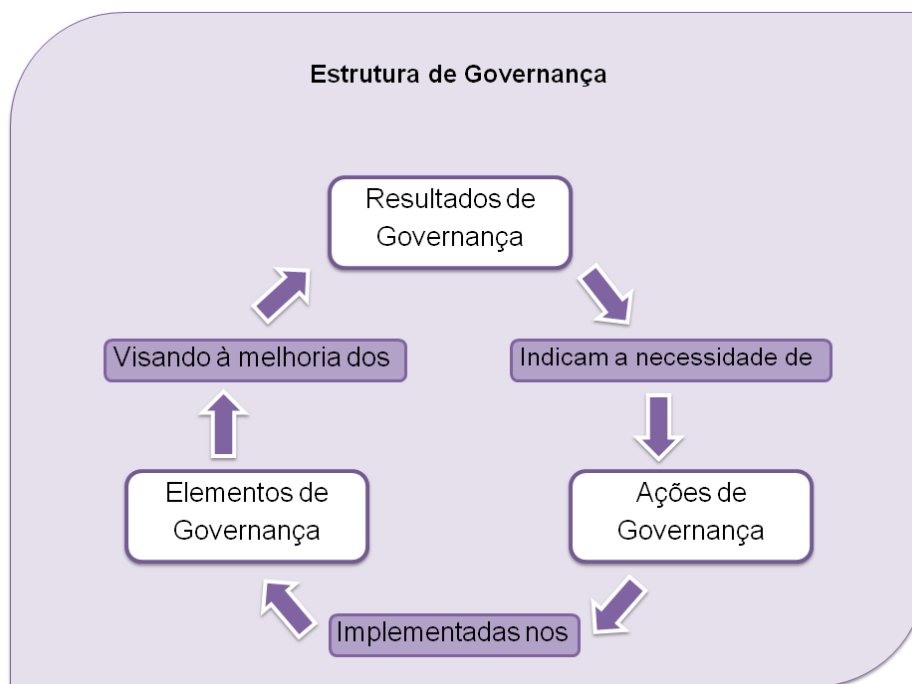 Estrutura de Governança
Resultados de
Governança
Indicam a necessidade de
Ações de
Governança
Implementadas nos
Elementos de
Governança
Visando à melhoria dos